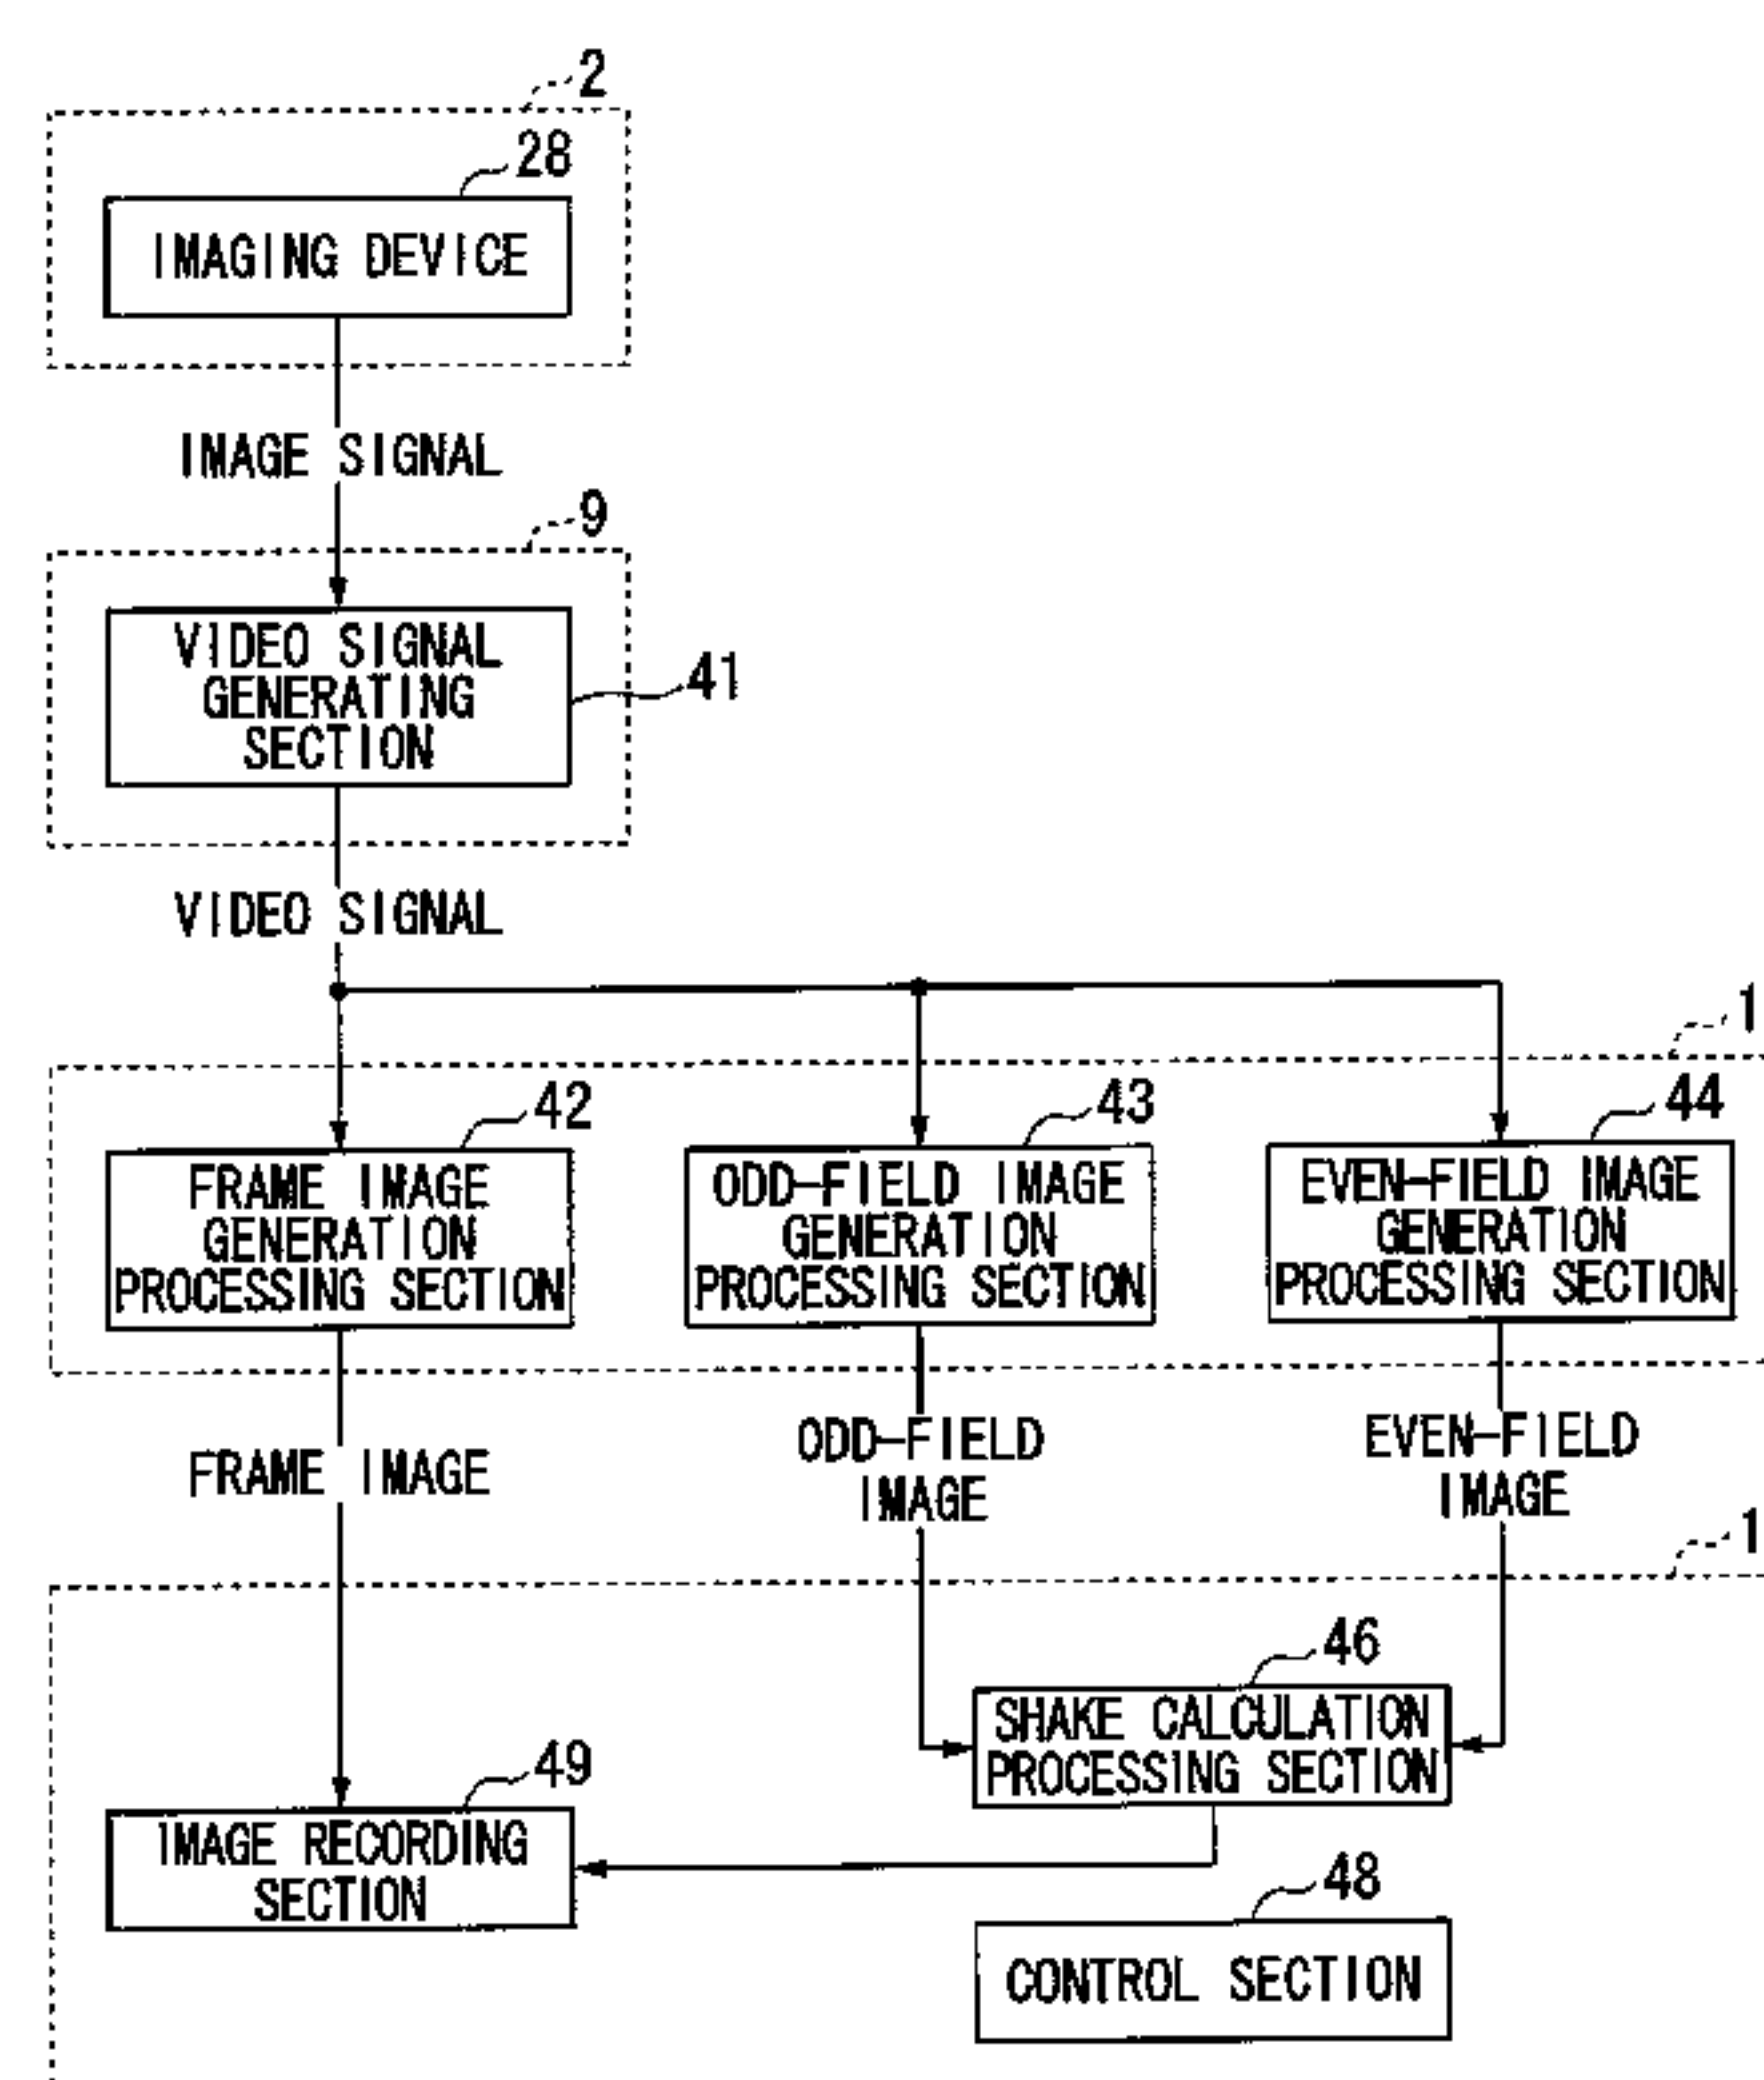 2
28
IMAGING DEVICE
IMAGE SIGNAL
9
VIDEO SIGNAL
GENERATING
SECTION
41
VIDEO SIGNAL
1
42
43
44
FRAME IMAGE
GENERATION
PROCESSING SECTION
ODD-FIELD IMAGE
GENERATION
PROCESSING SECTION
EVEN-FIELD IMAGE
GENERATION
PROCESSING SECTION
FRAME IMAGE
ODD-FIELD
IMAGE
EVEN-FIELD
IMAGE
1
46
SHAKE CALCULATION
PROCESSING SECTION
49
IMAGE RECORDING
SECTION
48
CONTROL SECTION